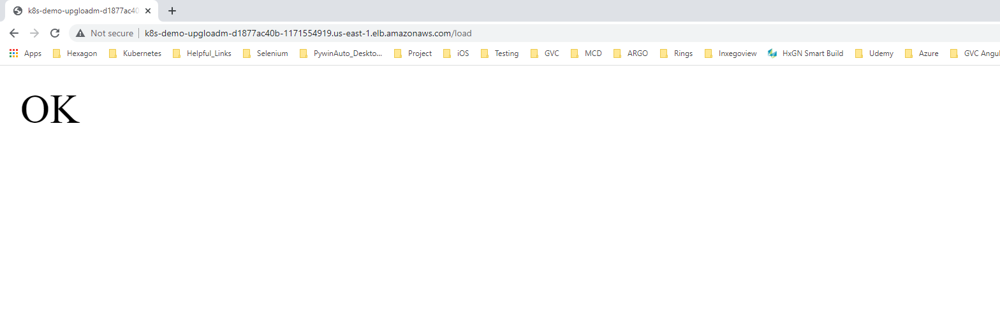 k8s-demo-upgloadm-d1877ac40
Not secure k8s-demo-upgloadm-d1877ac40b-1171554919.us-east-1.elb.amazonaws.com/load
Apps Hexagon Kubernetes Helpful_Links Selenium PywinAuto_Deskto... Project iOS Testing GVC MCD ARGO Rings Inxegoview HxGN Smart Build Udemy Azure GVC Angul
OK